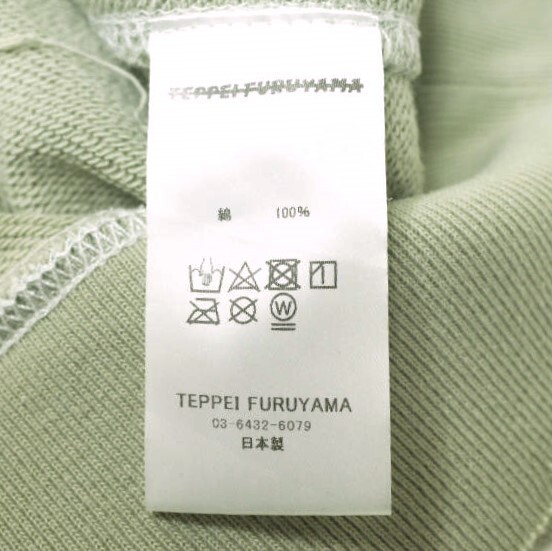 TEPPEI FURUYAMA
綿 100%
W
TEPPEI FURUYAMA
03-6432-6079
日本製